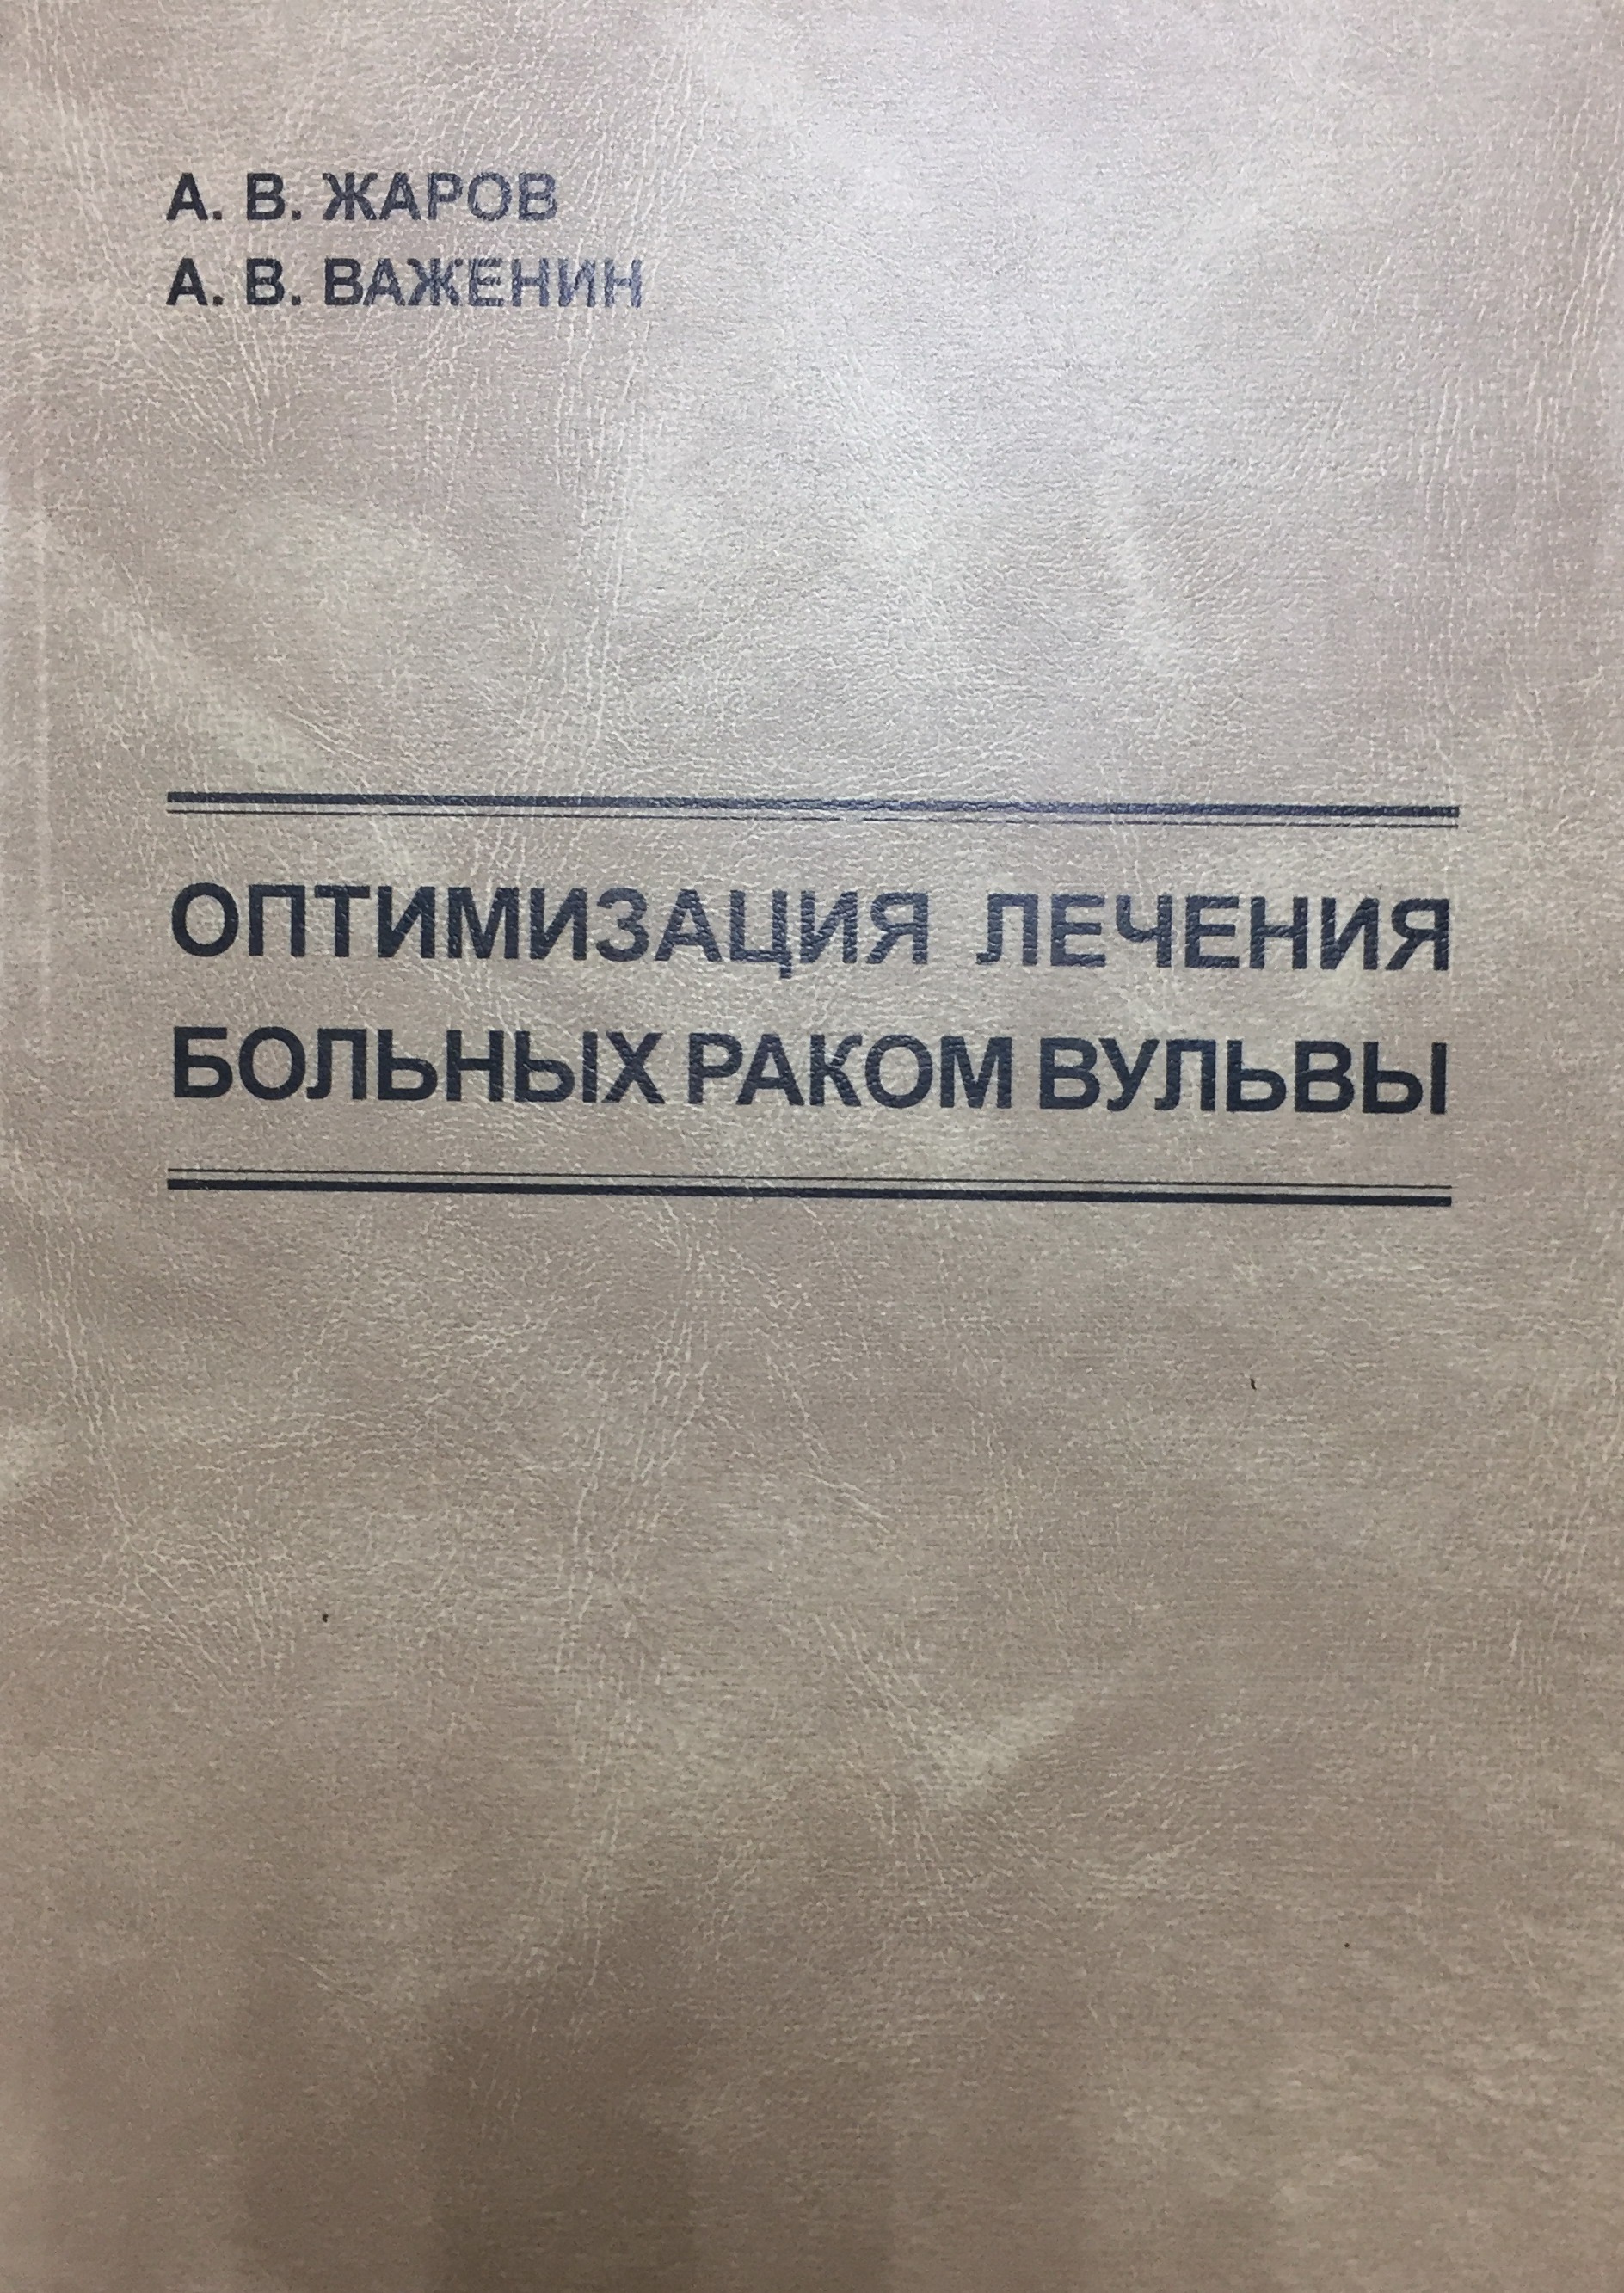 А. В. ЖАРОВ
А. В. ВАЖЕНИН
ОПТИМИЗАЦИЯ ЛЕЧЕНИЯ
БОЛЬНЫХ РАКОМ ВУЛЬВЫ